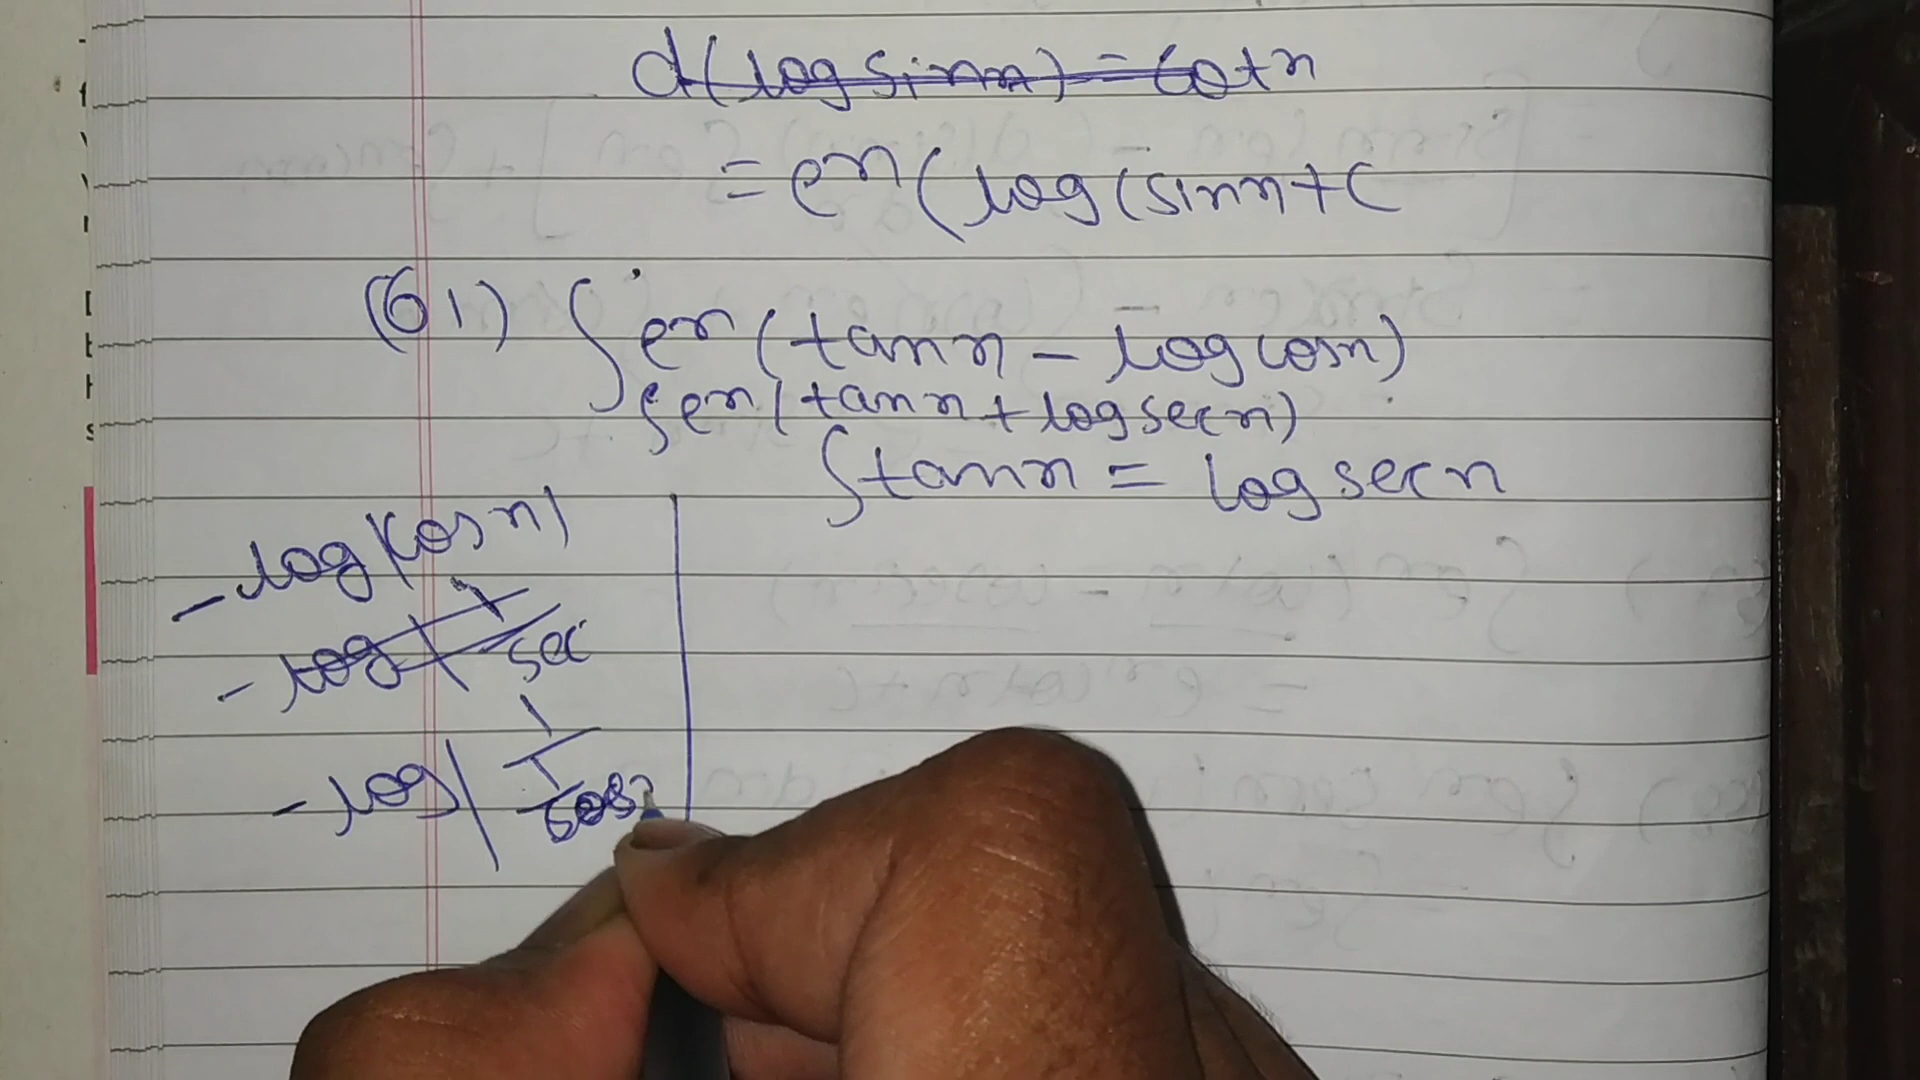 d(log sinx) = cotx
= eˣ(log(sinx+c
(61) ∫eˣ(tanx - log cosx)
∫eˣ(tanx + log secx)
∫tanx = log secx
-log|cosx|
-log| 1/sec
-log| 1/cosx